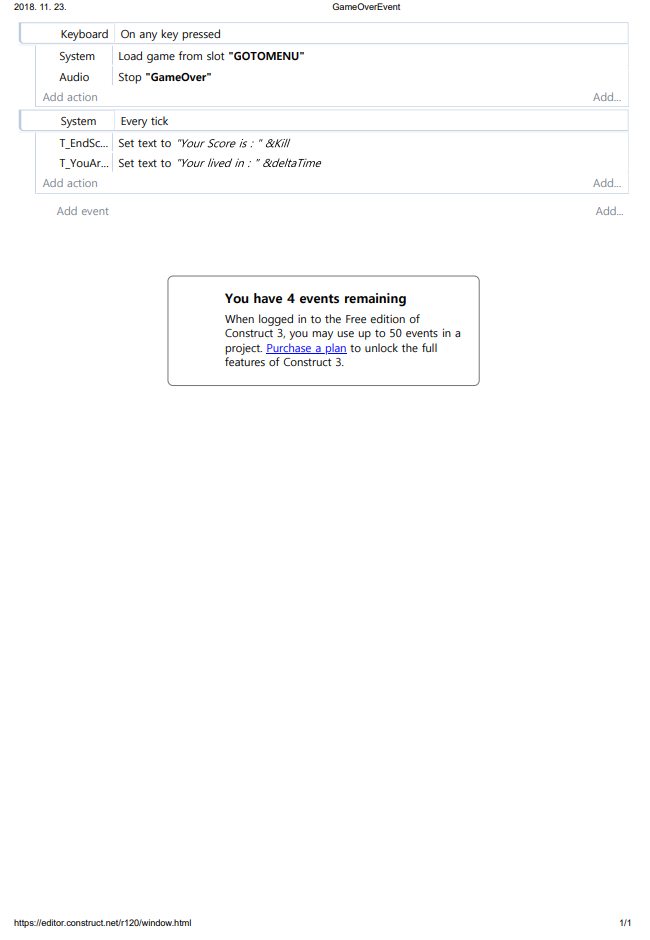 2018. 11. 23. GameOverEvent
Keyboard On any key pressed
System Load game from slot "GOTOMENU"
Audio Stop "GameOver"
Add action Add...
System Every tick
T_EndSc... Set text to "Your Score is : " &Kill
T_YouAr... Set text to "Your lived in : " &deltaTime
Add action Add...
Add event Add...
You have 4 events remaining
When logged in to the Free edition of
Construct 3, you may use up to 50 events in a
project. Purchase a plan to unlock the full
features of Construct 3.
https://editor.construct.net/r120/window.html 1/1